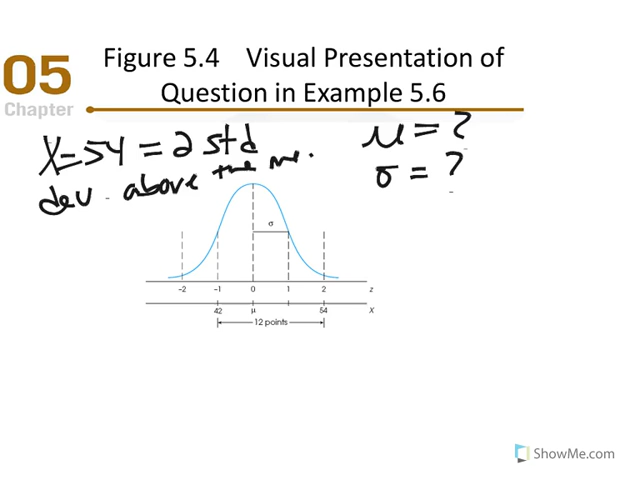 05
Chapter
Figure 5.4 Visual Presentation of
Question in Example 5.6
X=54 = 2 std
dev. above the me.
μ = ?
σ = ?
σ
-2 -1 0 1 2 z
42 μ 54 X
12 points
ShowMe.com